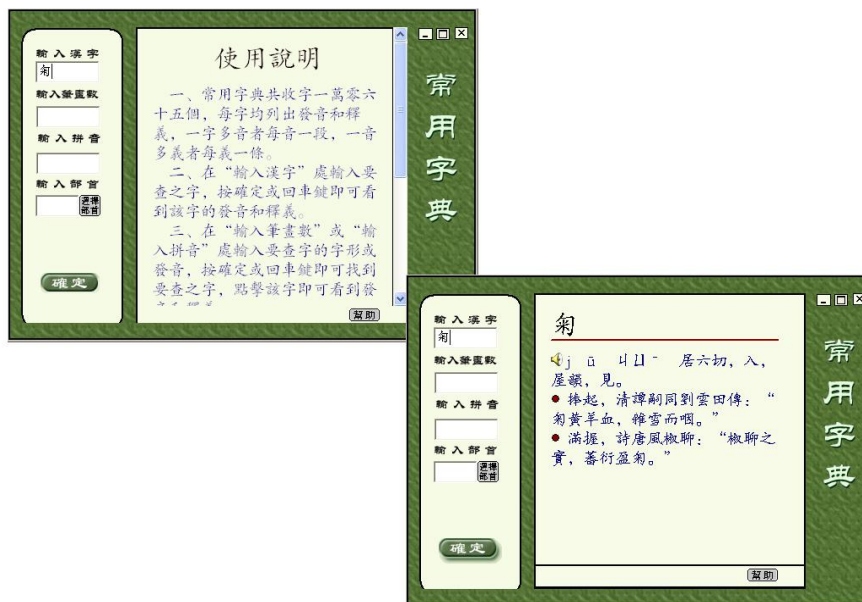 輸入漢字
匊
輸入筆畫數
輸入拼音
輸入部首
選擇
部首
確定
使用說明
一、常用字典共收字一萬零六
十五個，每字均列出發音和釋
義，一字多音者每音一段，一音
多義者每義一條。
二、在“輸入漢字”處輸入要
查之字，按確定或回車鍵即可看
到該字的發音和釋義。
三、在“輸入筆畫數”或“輸
入拼音”處輸入要查字的字形或
發音，按確定或回車鍵即可找到
要查之字，點擊該字即可看到發
幫助
常用字典
輸入漢字
匊
輸入筆畫數
輸入拼音
輸入部首
選擇
部首
確定
匊
jū ㄐㄩˉ 居六切，入，
屋韻，見。
● 捧起，清譚嗣同劉雲田傳：“
匊黃羊血，雜雪而咽。”
● 滿握，詩唐風椒聊：“椒聊之
實，蕃衍盈匊。”
幫助
常用字典